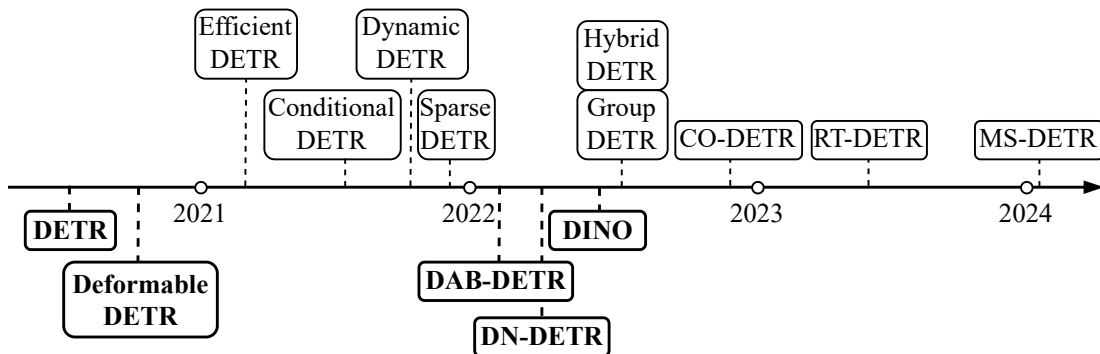 Efficient
DETR
Dynamic
DETR
Hybrid
DETR
Conditional
DETR
Sparse
DETR
Group
DETR
CO-DETR
RT-DETR
MS-DETR
2021
2022
2023
2024
DETR
DINO
Deformable
DETR
DAB-DETR
DN-DETR